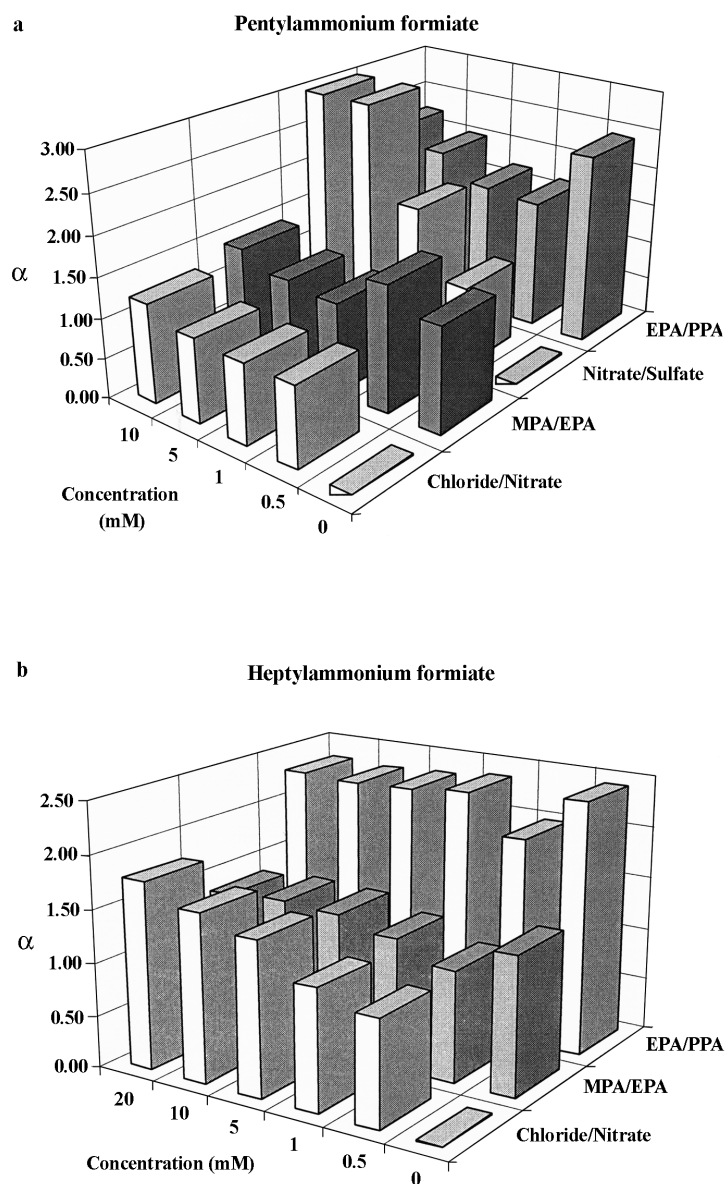 a
Pentylammonium formiate
3.00
2.50
2.00
1.50
1.00
0.50
0.00
α
10
5
1
0.5
0
Concentration
(mM)
EPA/PPA
Nitrate/Sulfate
MPA/EPA
Chloride/Nitrate
b
Heptylammonium formiate
2.50
2.00
1.50
1.00
0.50
0.00
α
20
10
5
1
0.5
0
Concentration (mM)
EPA/PPA
MPA/EPA
Chloride/Nitrate